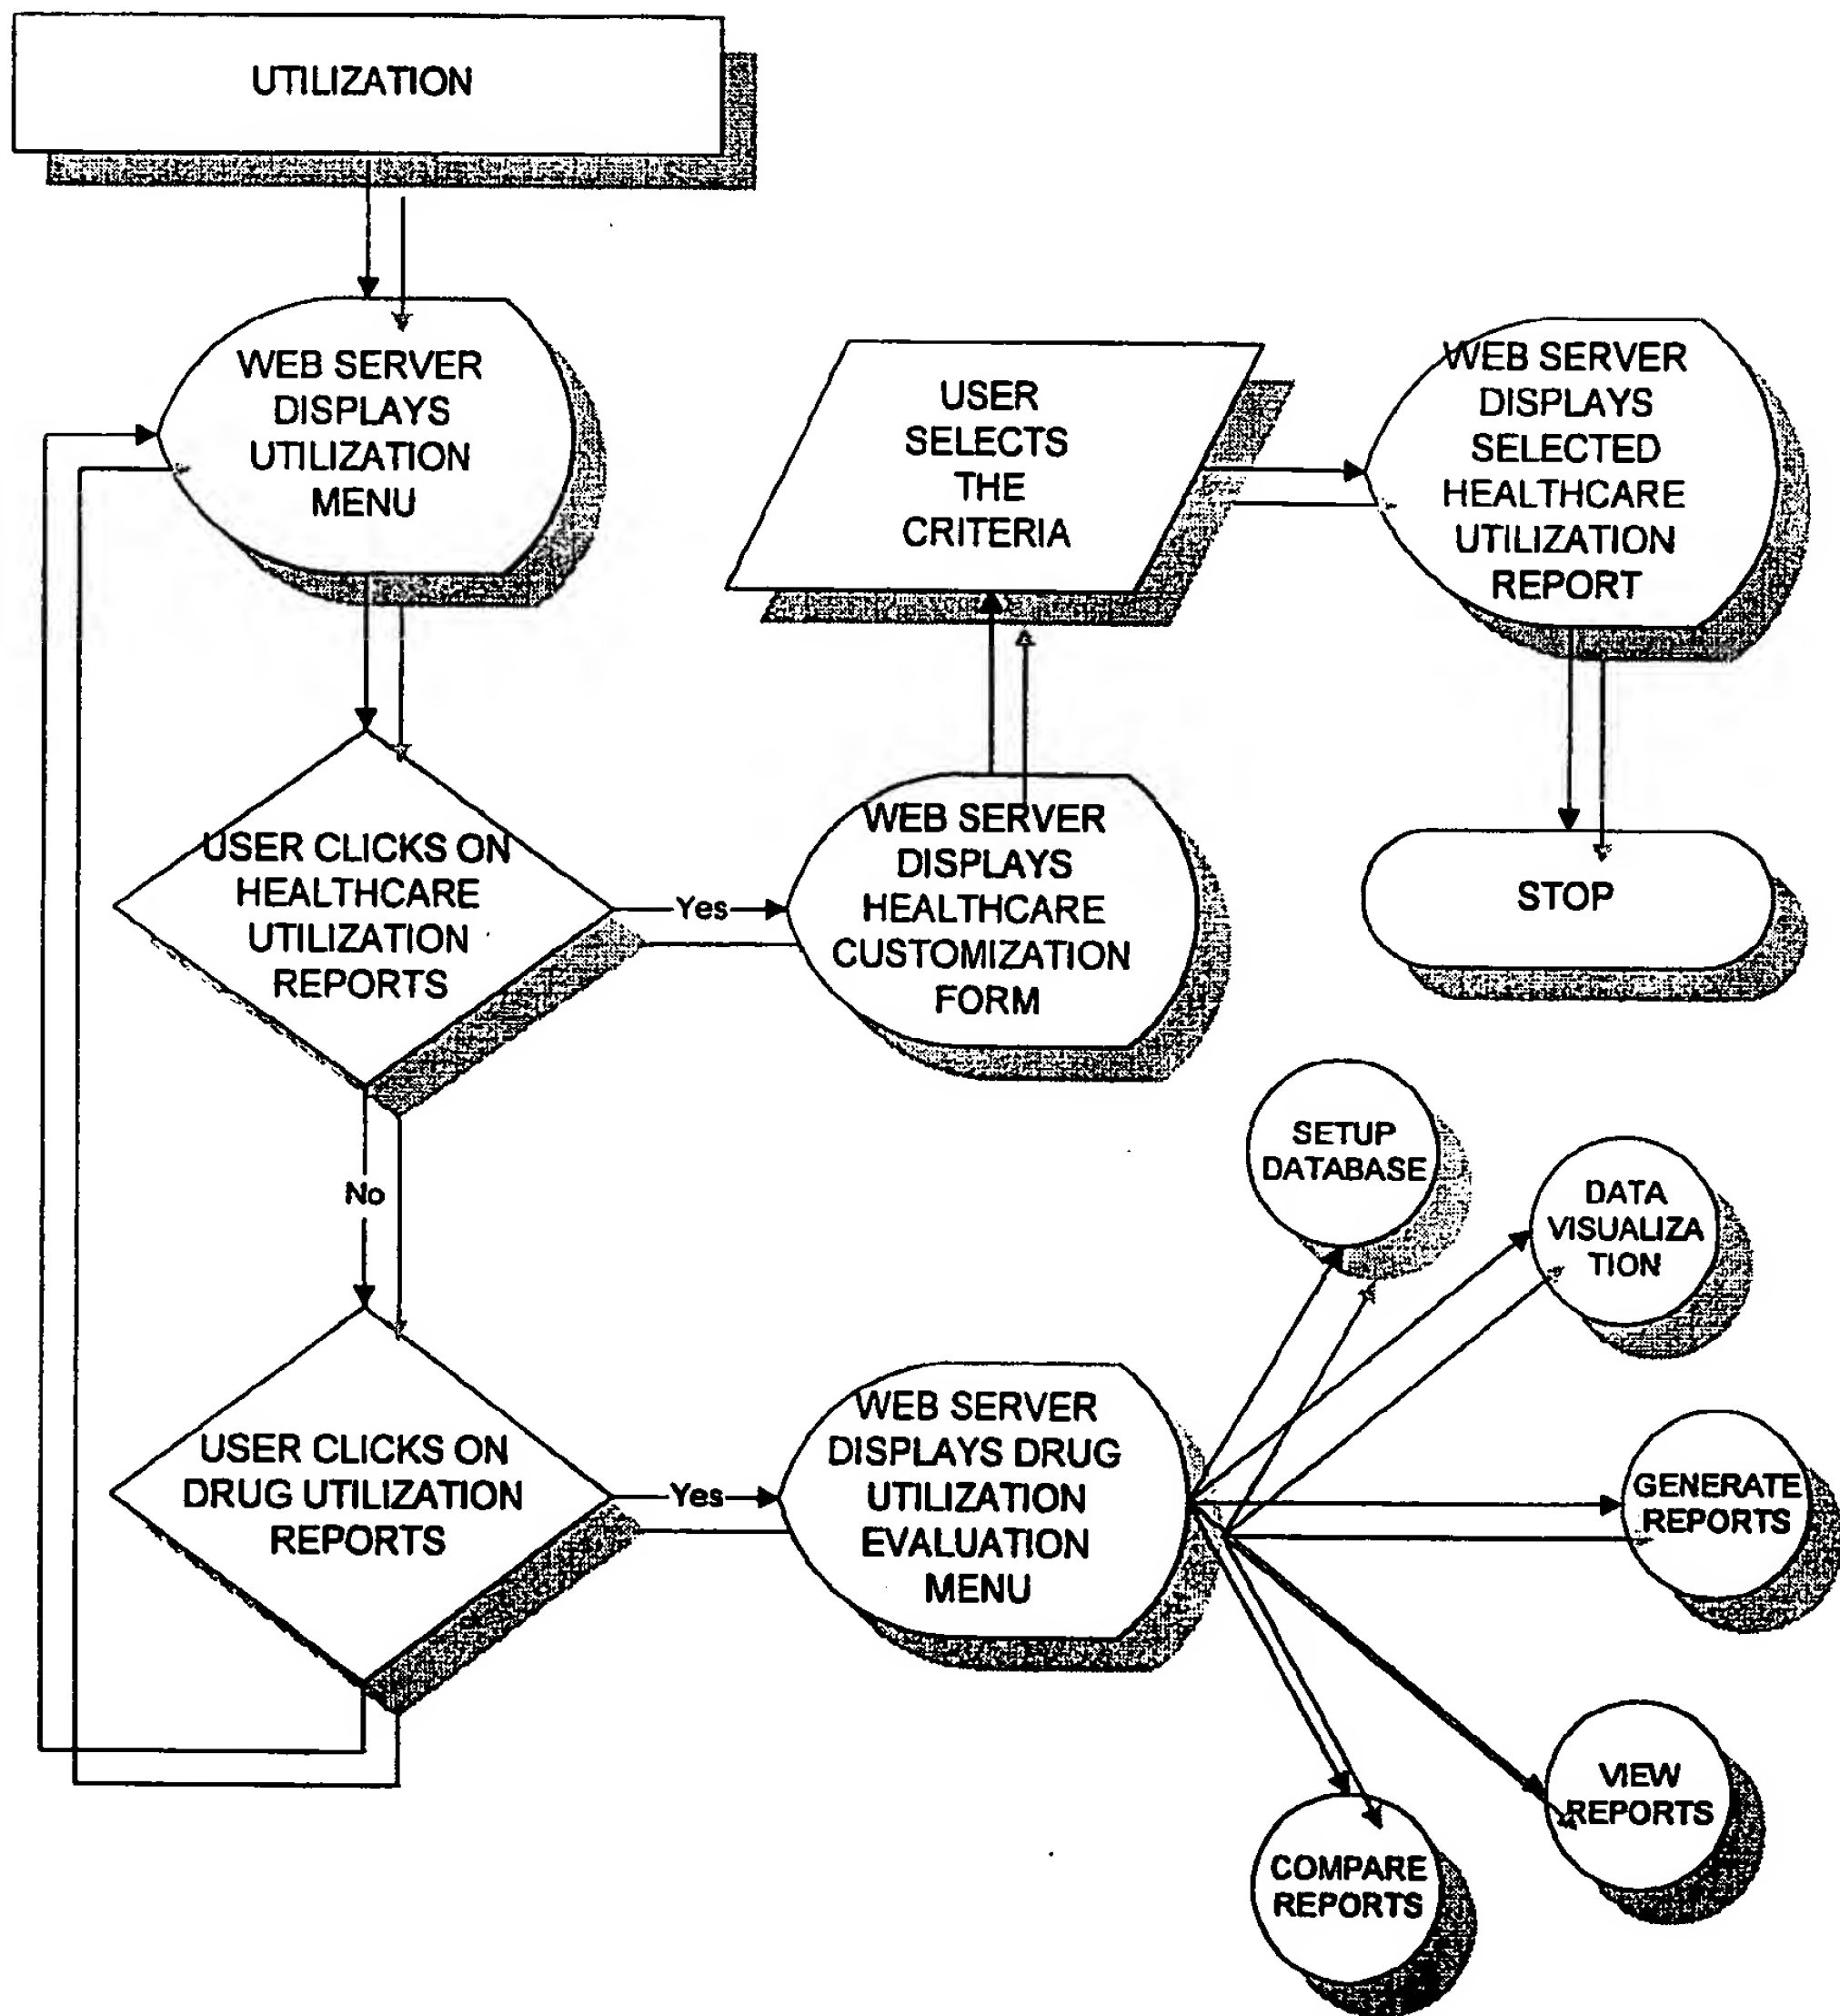 UTILIZATION
WEB SERVER
DISPLAYS
UTILIZATION
MENU
USER
SELECTS
THE
CRITERIA
WEB SERVER
DISPLAYS
SELECTED
HEALTHCARE
UTILIZATION
REPORT
USER CLICKS ON
HEALTHCARE
UTILIZATION
REPORTS
Yes
WEB SERVER
DISPLAYS
HEALTHCARE
CUSTOMIZATION
FORM
STOP
No
SETUP
DATABASE
DATA
VISUALIZA
TION
USER CLICKS ON
DRUG UTILIZATION
REPORTS
Yes
WEB SERVER
DISPLAYS DRUG
UTILIZATION
EVALUATION
MENU
GENERATE
REPORTS
VIEW
REPORTS
COMPARE
REPORTS